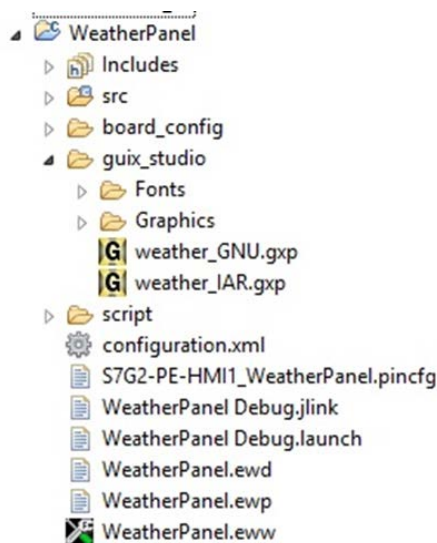 WeatherPanel
Includes
src
board_config
guix_studio
Fonts
Graphics
weather_GNU.gxp
weather_IAR.gxp
script
configuration.xml
S7G2-PE-HMI1_WeatherPanel.pincfg
WeatherPanel Debug.jlink
WeatherPanel Debug.launch
WeatherPanel.ewd
WeatherPanel.ewp
WeatherPanel.eww